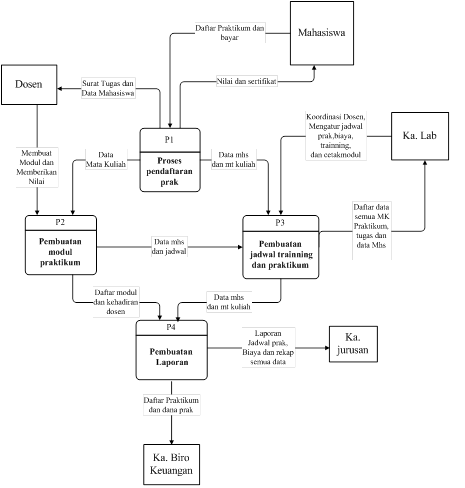 Daftar Praktikum dan
bayar
Mahasiswa
Dosen
Surat Tugas dan
Data Mahasiswa
Nilai dan sertifikat
Koordinasi Dosen,
Mengatur jadwal
prak,biaya,
trainning,
dan cetakmodul
Ka. Lab
P1
Proses
pendaftaran
prak
Membuat
Modul dan
Memberikan
Nilai
Data
Mata Kuliah
Data mhs
dan mt kuliah
Daftar data
semua MK
Praktikum,
tugas dan
data Mhs
P2
Pembuatan
modul
praktikum
Data mhs
dan jadwal
P3
Pembuatan
jadwal trainning
dan praktikum
Daftar modul
dan kehadiran
dosen
Data mhs
dan mt kuliah
P4
Pembuatan
Laporan
Laporan
Jadwal prak,
Biaya dan rekap
semua data
Ka.
jurusan
Daftar Praktikum
dan dana prak
Ka. Biro
Keuangan